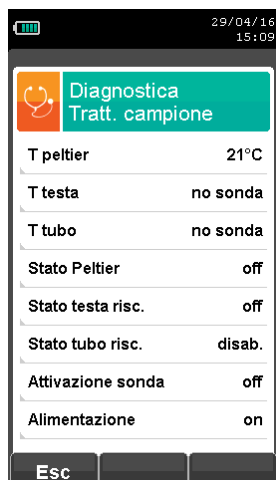 29/04/16
15:09
Diagnostica
Tratt. campione
T peltier 21°C
T testa no sonda
T tubo no sonda
Stato Peltier off
Stato testa risc. off
Stato tubo risc. disab.
Attivazione sonda off
Alimentazione on
Esc